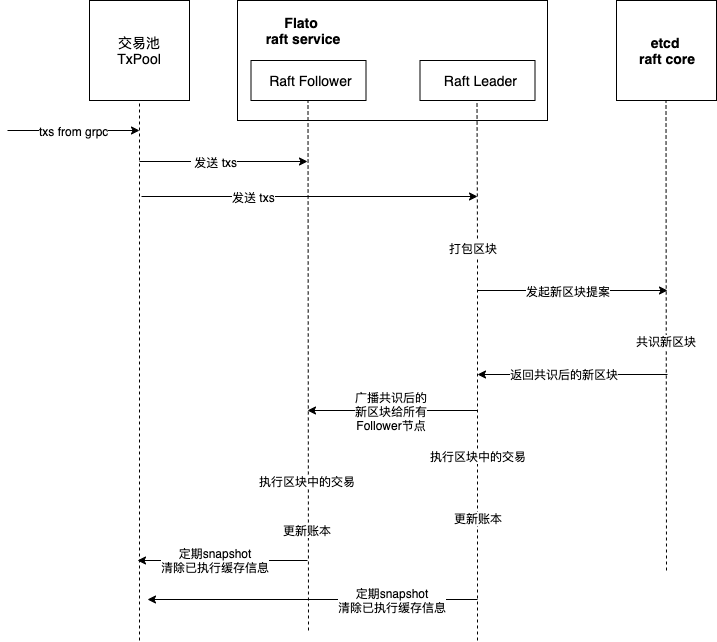 交易池
TxPool
Flato
raft service
Raft Follower
Raft Leader
etcd
raft core
txs from grpc
发送 txs
发送 txs
打包区块
发起新区块提案
共识新区块
返回共识后的新区块
广播共识后的
新区块给所有
Follower节点
执行区块中的交易
执行区块中的交易
更新账本
更新账本
定期snapshot
清除已执行缓存信息
定期snapshot
清除已执行缓存信息